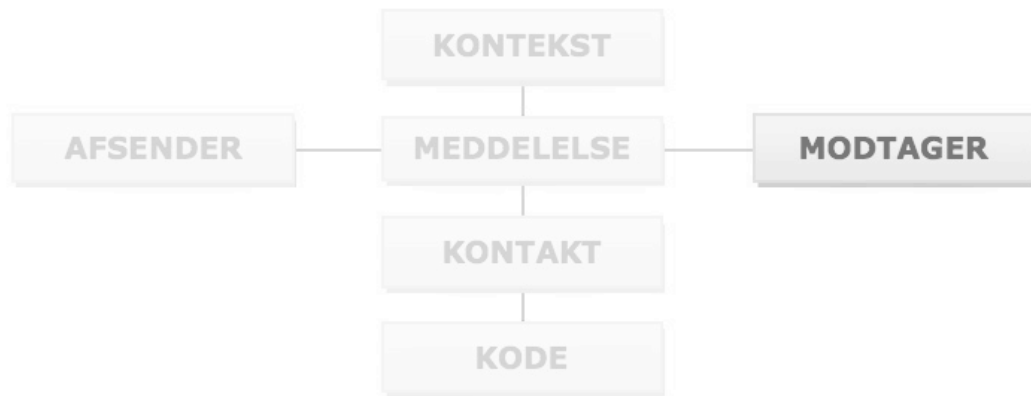 KONTEKST
AFSENDER
MEDDELELSE
MODTAGER
KONTAKT
KODE